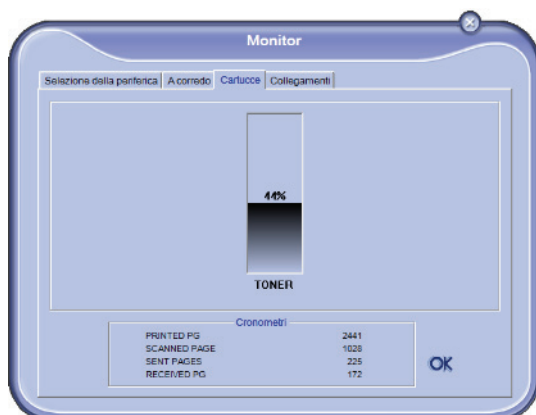 Monitor
Selezione della periferica A corredo Cartucce Collegamenti
44%
TONER
Cronometri
PRINTED PG 2441
SCANNED PAGE 1028
SENT PAGES 225
RECEIVED PG 172
OK